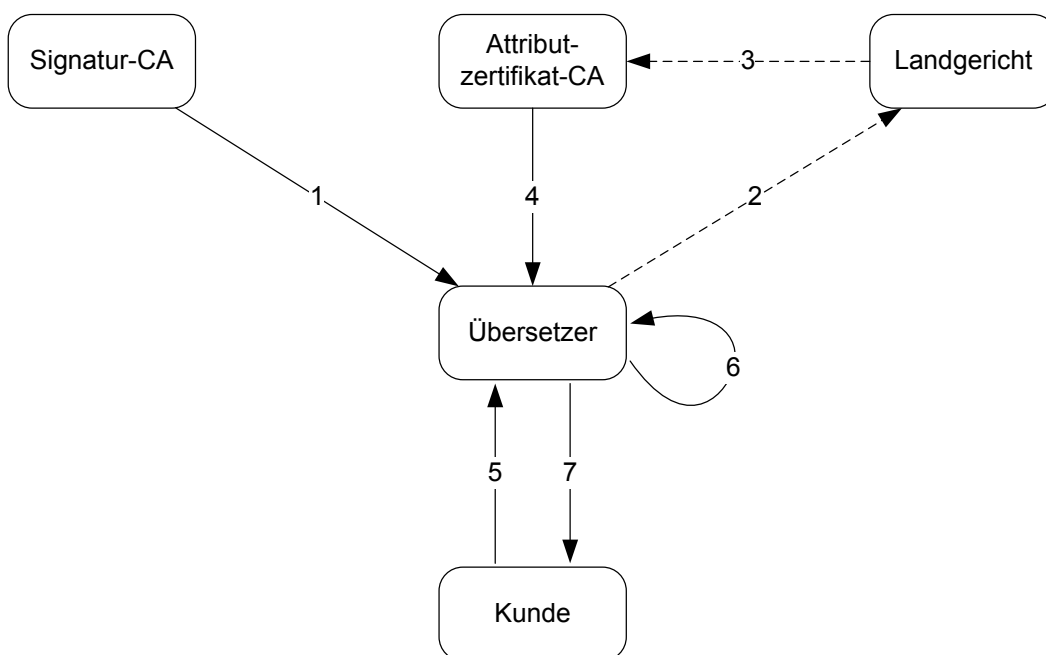 Signatur-CA
Attribut-
zertifikat-CA
3
Landgericht
1
4
2
Übersetzer
6
5
7
Kunde